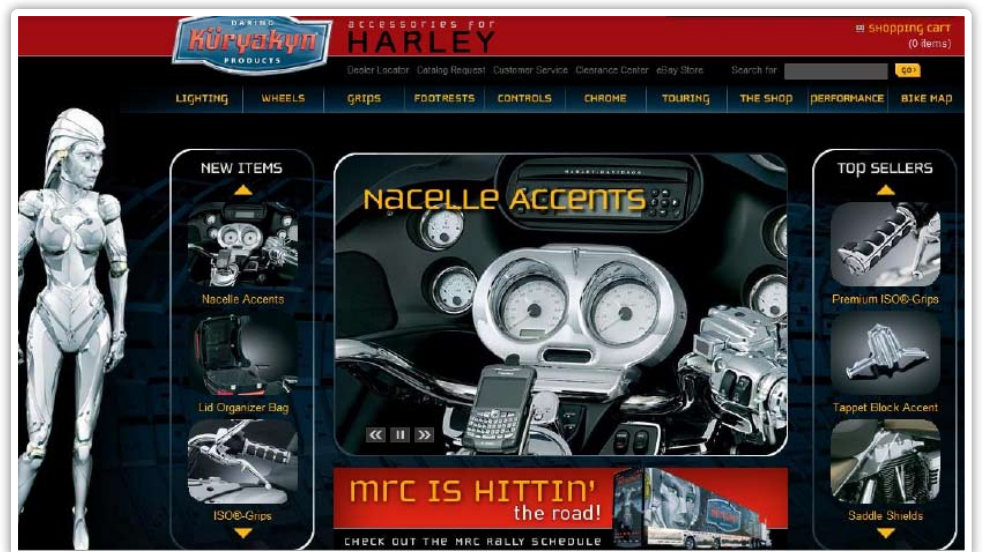 DARING
Küryakyn
PRODUCTS
accessories for
HARLEY
shopping cart
(0 items)
Dealer Locator Catalog Request Customer Service Clearance Center eBay Store Search for GO›
LIGHTING WHEELS GRIPS FOOTRESTS CONTROLS CHROME TOURING THE SHOP PERFORMANCE BIKE MAP
NEW ITEMS
Nacelle Accents
Lid Organizer Bag
ISO®-Grips
HARLEY-DAVIDSON
Nacelle Accents
mrc is hittin'
the road!
CHECK OUT THE MRC RALLY SCHEDULE
TOP SELLERS
Premium ISO®-Grips
Tappet Block Accent
Saddle Shields